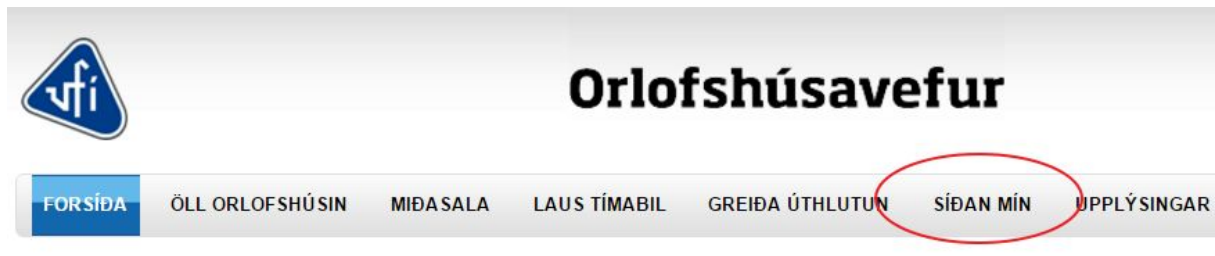 vfí
Orlofshúsavefur
FORSÍÐA ÖLL ORLOFSHÚSIN MIÐASALA LAUS TÍMABIL GREIÐA ÚTHLUTUN SÍÐAN MÍN UPPLÝSINGAR